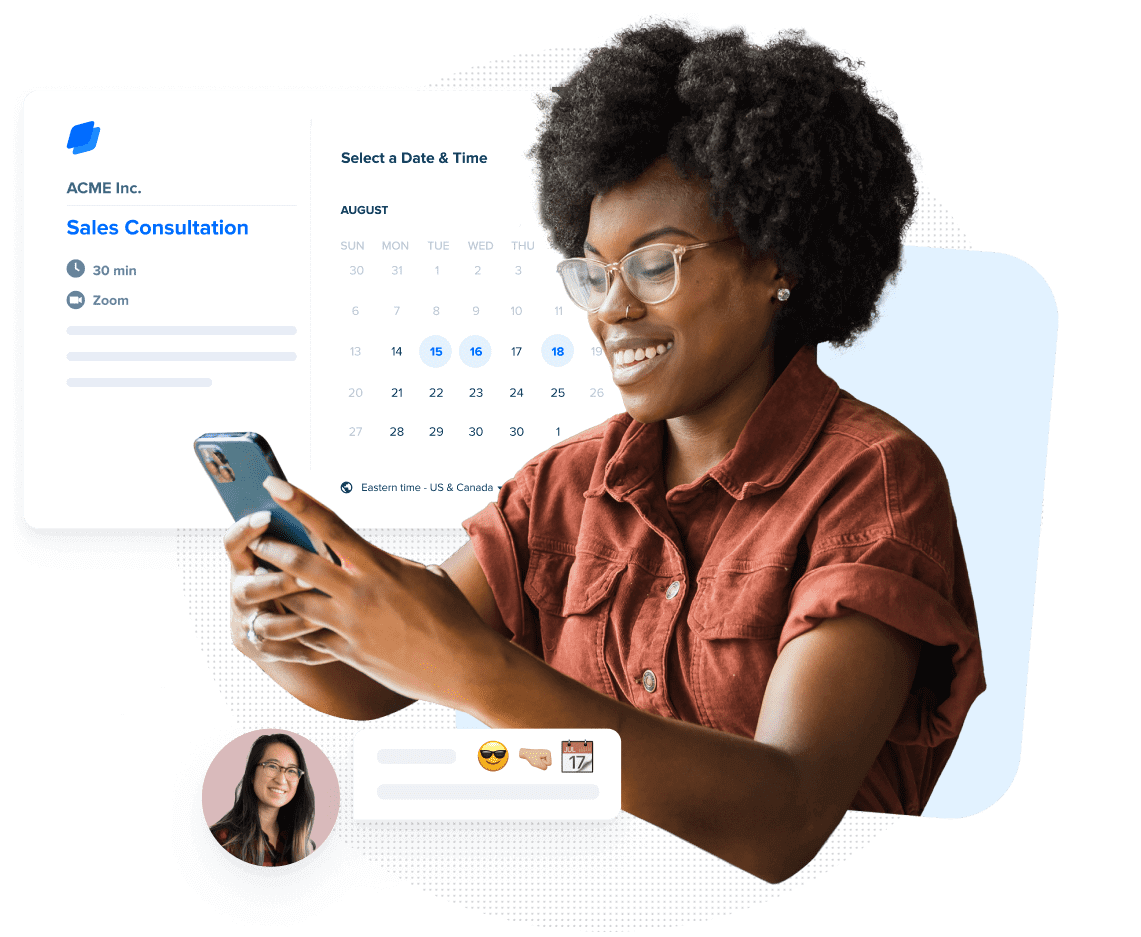 ACME Inc.
Sales Consultation
30 min
Zoom
Select a Date & Time
AUGUST
SUN MON TUE WED THU
30 31 1 2 3
6 7 8 9 10 11
13 14 15 16 17 18 19
20 21 22 23 24 25 26
27 28 29 30 30 1
Eastern time - US & Canada
JUL
17